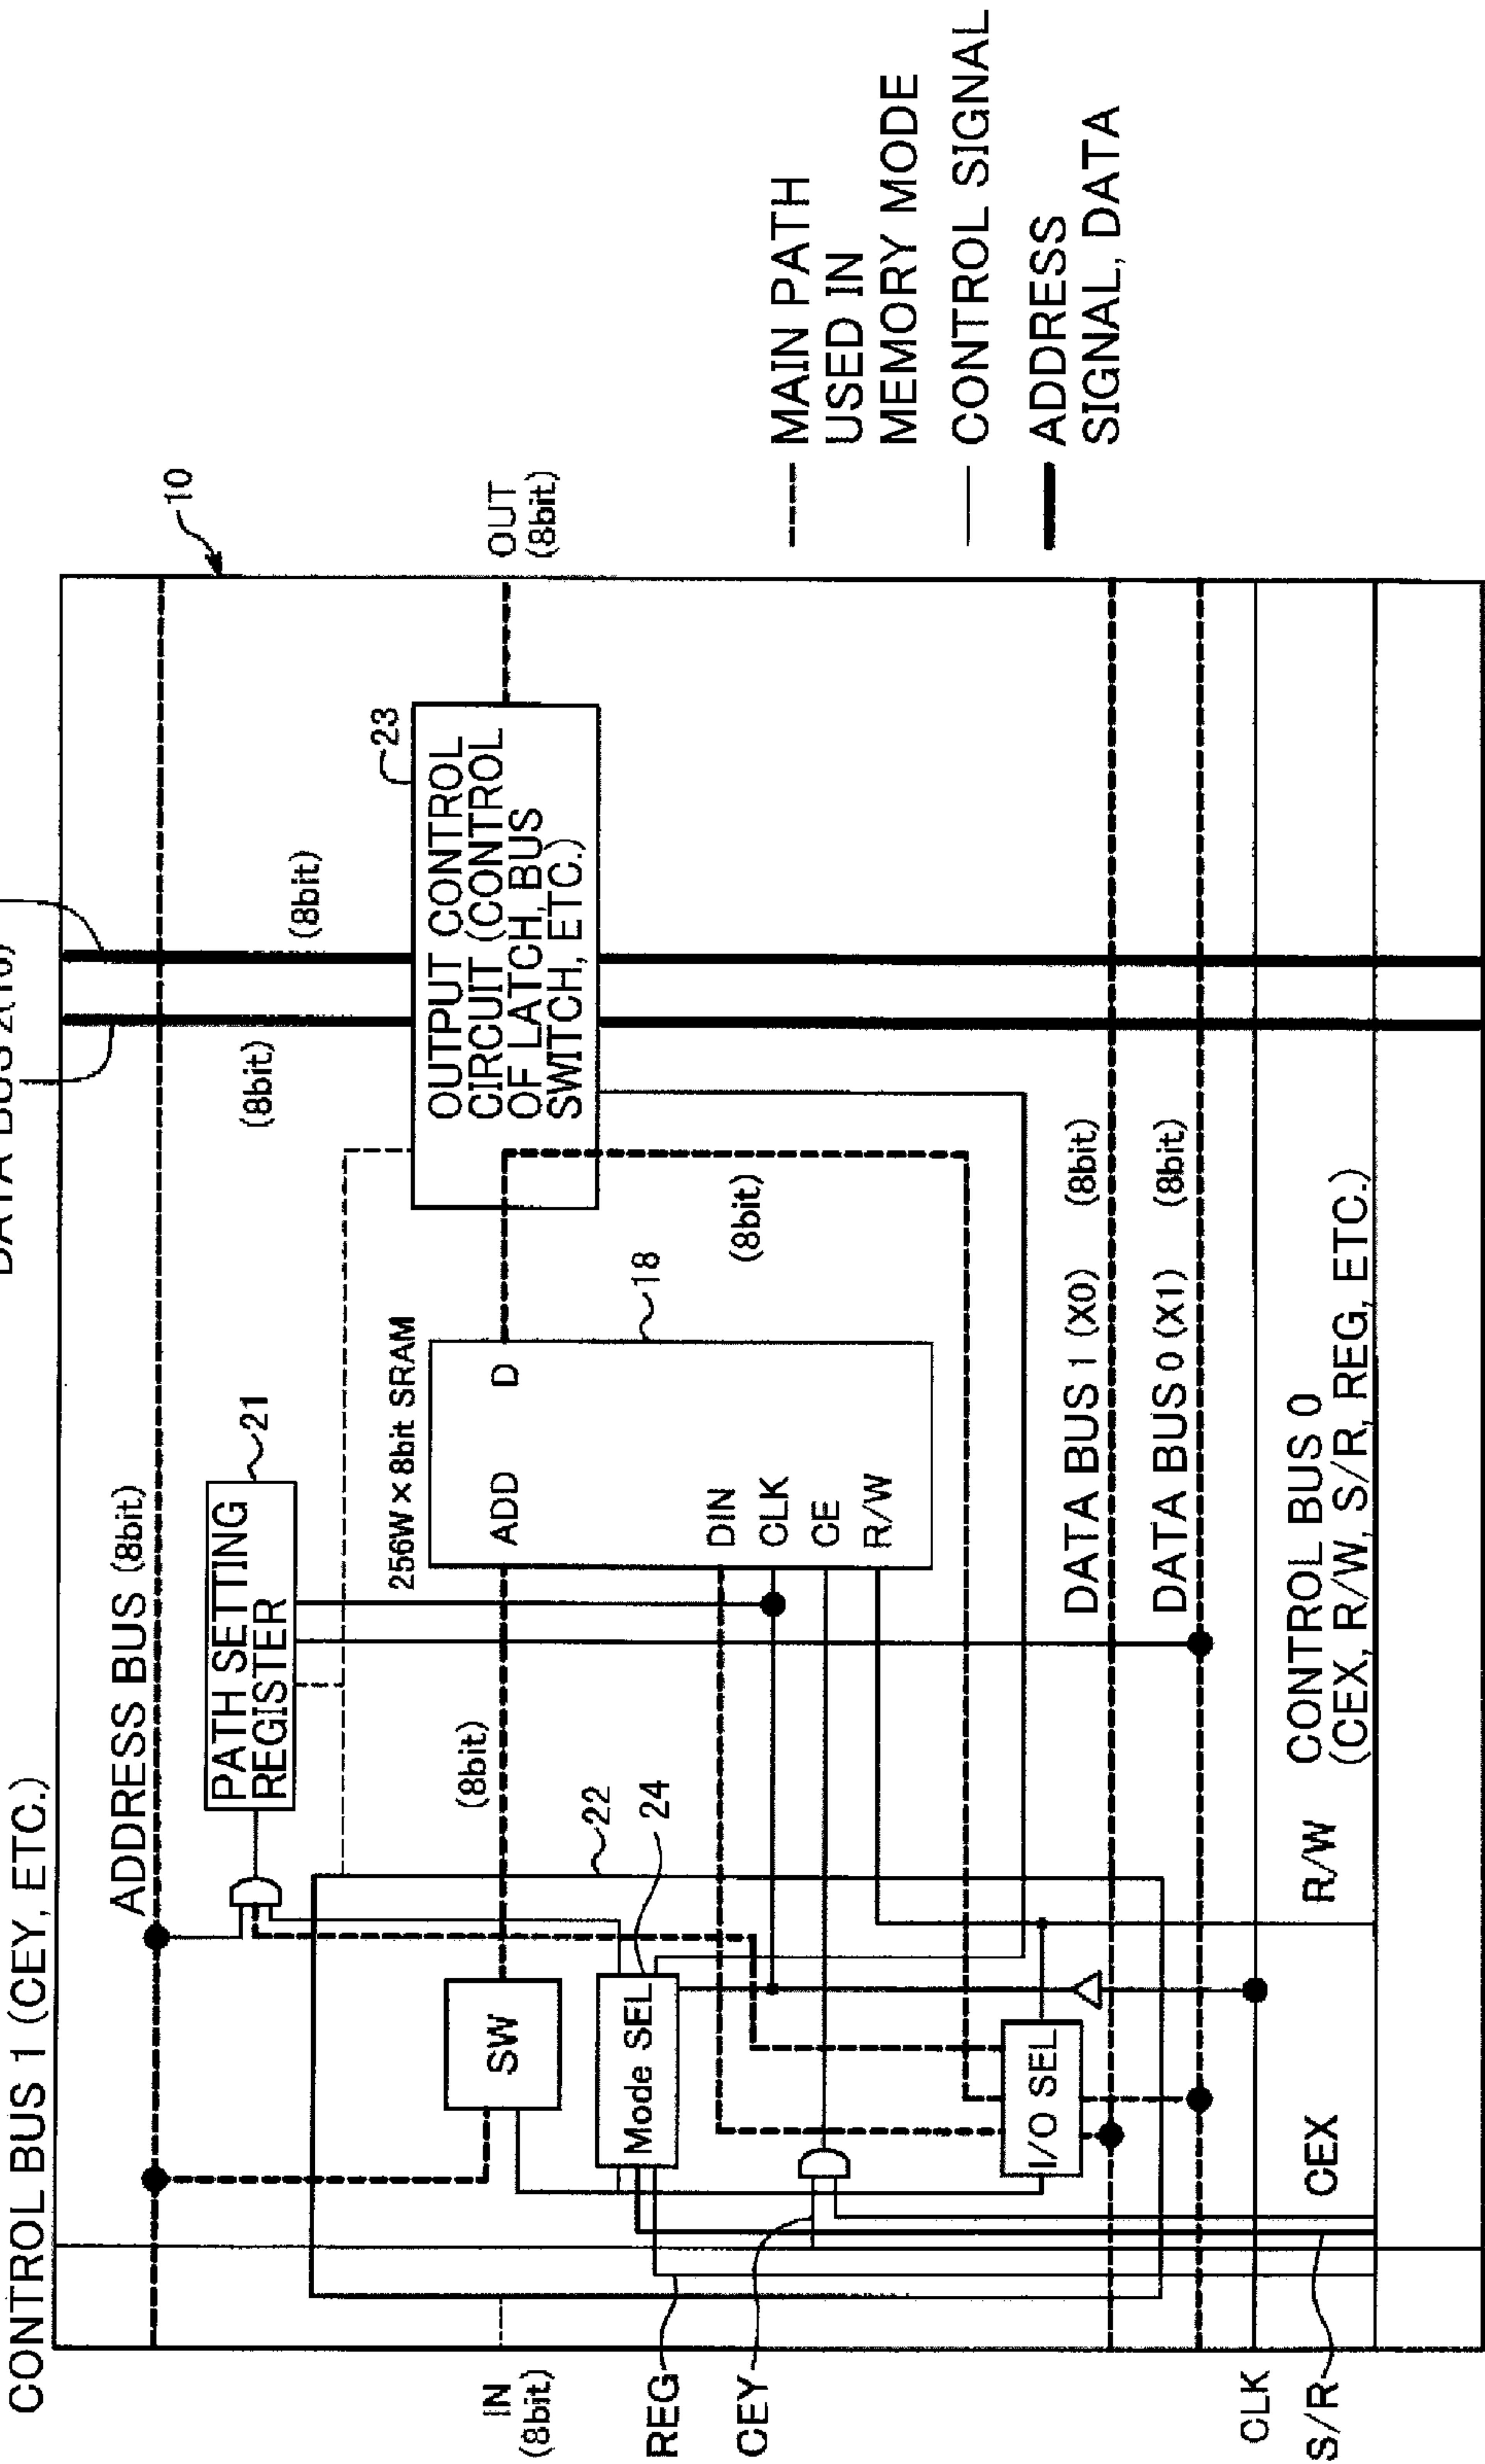 CONTROL BUS 1 (CEY, ETC.)
ADDRESS BUS (8bit)
10
PATH SETTING
REGISTER
21
(8bit)
(8bit)
256W×8bit SRAM
ADD
D
DIN
CLK
CE
R/W
18
(8bit)
22
24
SW
Mode SEL
I/O SEL
(8bit)
OUTPUT CONTROL
CIRCUIT (CONTROL
OF LATCH, BUS
SWITCH, ETC.)
23
OUT
(8bit)
IN
(8bit)
REG
CEY
CLK
S/R
DATA BUS 1 (X0) (8bit)
DATA BUS 0 (X1) (8bit)
CEX
R/W
CONTROL BUS 0
(CEX, R/W, S/R, REG, ETC.)
MAIN PATH
USED IN
MEMORY MODE
CONTROL SIGNAL
ADDRESS
SIGNAL, DATA